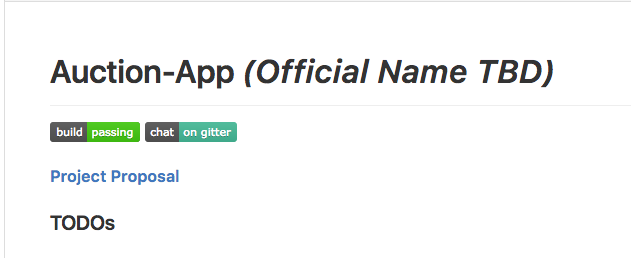 Auction-App (Official Name TBD)
build passing chat on gitter
Project Proposal
TODOs